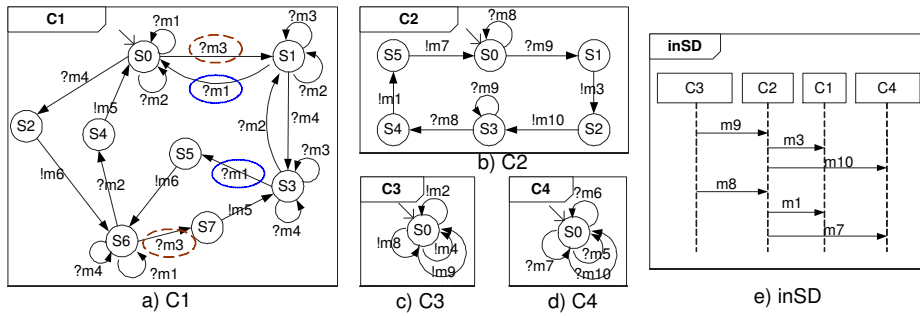 C1
?m1
?m3
S0
?m3
S1
?m1
?m2
?m2
?m4
!m5
S2
S4
?m2
?m4
S5
?m3
?m1
S3
!m6
?m2
!m6
!m5
?m4
S7
S6
?m3
?m4
?m1
a) C1
C2
?m8
S5
!m7
S0
?m9
S1
!m1
?m9
!m3
S4
?m8
S3
!m10
S2
b) C2
C3
!m2
S0
!m8
!m4
!m9
c) C3
C4
?m6
S0
?m7
?m5
?m10
d) C4
inSD
C3
C2
C1
C4
m9
m3
m10
m8
m1
m7
e) inSD